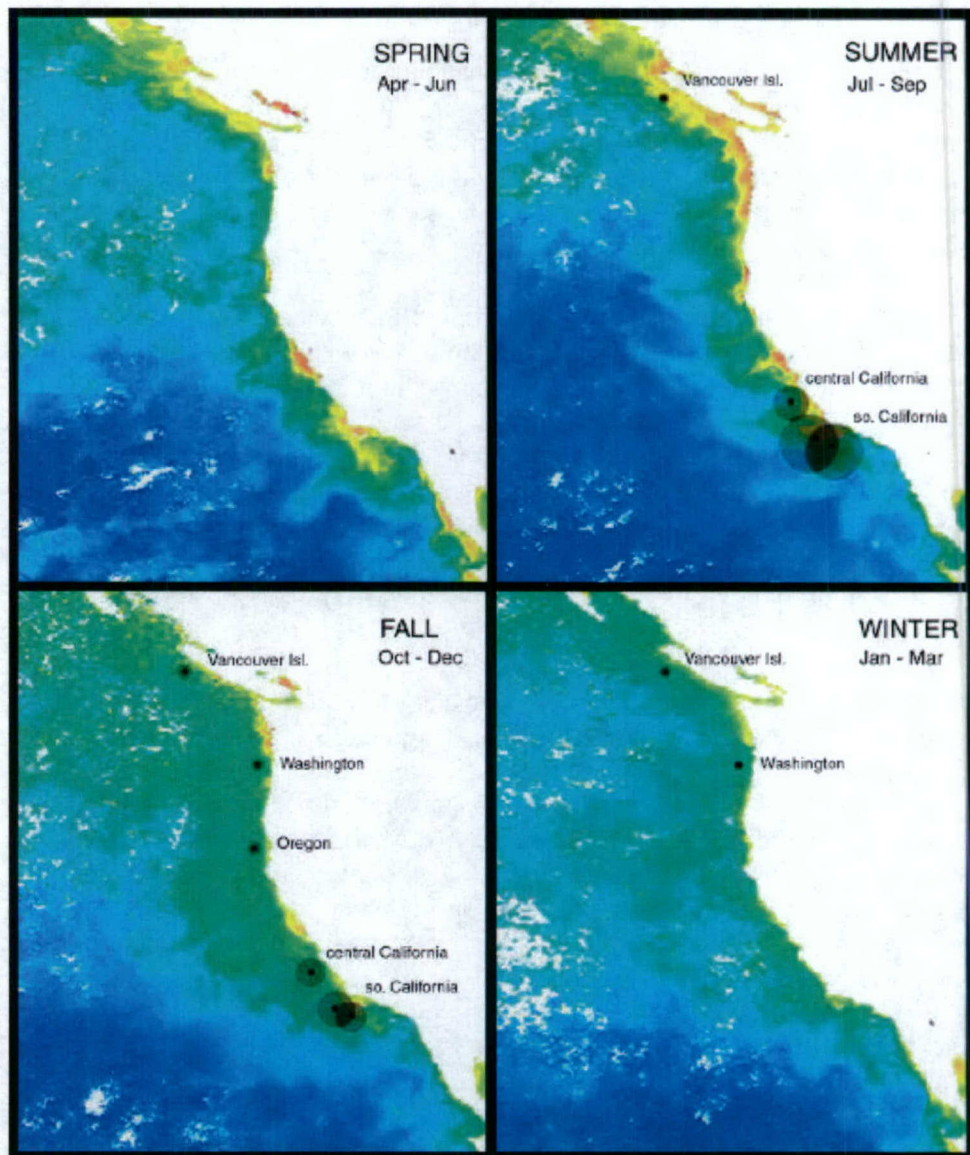 SPRING
Apr - Jun
SUMMER
Jul - Sep
Vancouver Isl.
central California
so. California
FALL
Oct - Dec
Vancouver Isl.
Washington
Oregon
central California
so. California
WINTER
Jan - Mar
Vancouver Isl.
Washington